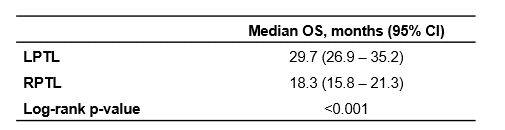 Median OS, months (95% CI)
LPTL 29.7 (26.9 – 35.2)
RPTL 18.3 (15.8 – 21.3)
Log-rank p-value <0.001